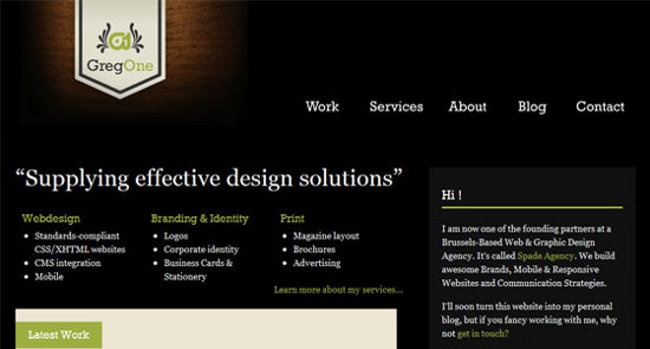 GregOne
Work Services About Blog Contact
“Supplying effective design solutions”
Webdesign
Standards-compliant
CSS/XHTML websites
CMS integration
Mobile
Branding & Identity
Logos
Corporate identity
Business Cards &
Stationery
Print
Magazine layout
Brochures
Advertising
Learn more about my services...
Latest Work
Hi !
I am now one of the founding partners at a
Brussels-Based Web & Graphic Design
Agency. It's called Spade Agency. We build
awesome Brands, Mobile & Responsive
Websites and Communication Strategies.
I'll soon turn this website into my personal
blog, but if you fancy working with me, why
not get in touch?